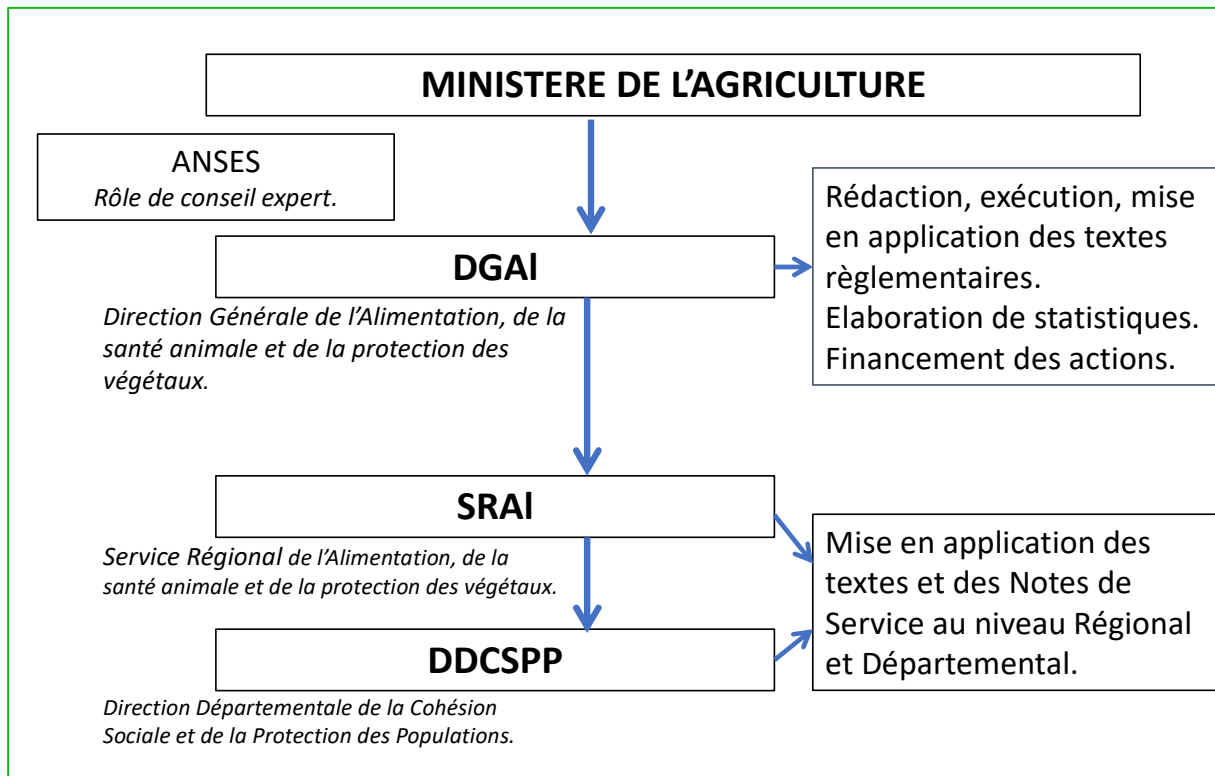 MINISTERE DE L’AGRICULTURE
ANSES
Rôle de conseil expert.
DGAl
Direction Générale de l’Alimentation, de la
santé animale et de la protection des
végétaux.
Rédaction, exécution, mise
en application des textes
règlementaires.
Elaboration de statistiques.
Financement des actions.
SRAl
Service Régional de l’Alimentation, de la
santé animale et de la protection des végétaux.
DDCSPP
Direction Départementale de la Cohésion
Sociale et de la Protection des Populations.
Mise en application des
textes et des Notes de
Service au niveau Régional
et Départemental.